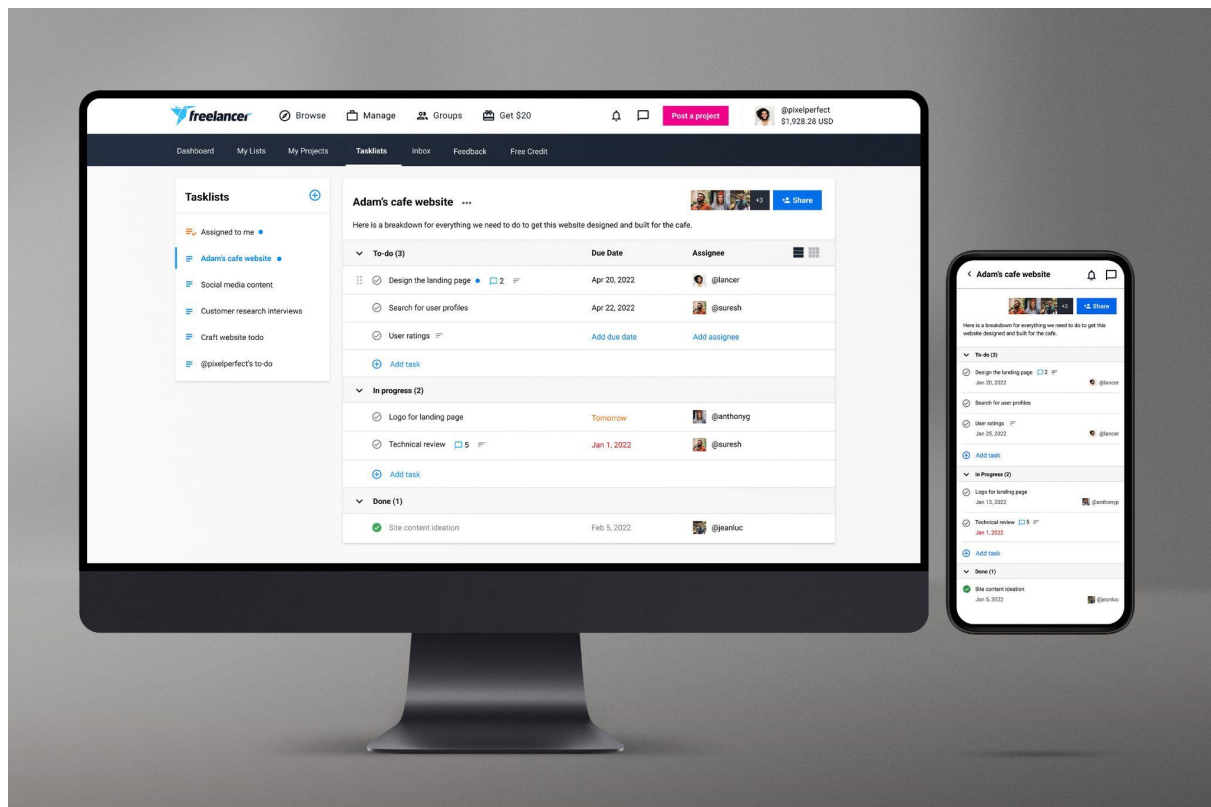 freelancer
Browse
Manage
Groups
Get $20
Post a project
@pixelperfect
$1,928.28 USD
Dashboard
My Lists
My Projects
Tasklists
Inbox
Feedback
Free Credit
Tasklists
Assigned to me
Adam's cafe website
Social media content
Customer research interviews
Craft website todo
@pixelperfect's to-do
Adam's cafe website ...
+3
Share
Here is a breakdown for everything we need to do to get this website designed and built for the cafe.
To-do (3) Due Date Assignee
Design the landing page 2 Apr 20, 2022 @lancer
Search for user profiles Apr 22, 2022 @suresh
User ratings Add due date Add assignee
Add task
In progress (2)
Logo for landing page Tomorrow @anthonyg
Technical review 5 Jan 1, 2022 @suresh
Add task
Done (1)
Site content ideation Feb 5, 2022 @jeanluc
Adam's cafe website
+3
Share
Here is a breakdown for everything we need to do to get this
website designed and built for the cafe.
To-do (3)
Design the landing page 2
Jan 20, 2022 @lancer
Search for user profiles
User ratings
Jan 25, 2022 @lancer
Add task
In Progress (2)
Logo for landing page
Jan 13, 2022 @anthonyp
Technical review 5
Jan 1, 2022
Add task
Done (1)
Site content ideation
Jan 5, 2022 @jeanluc